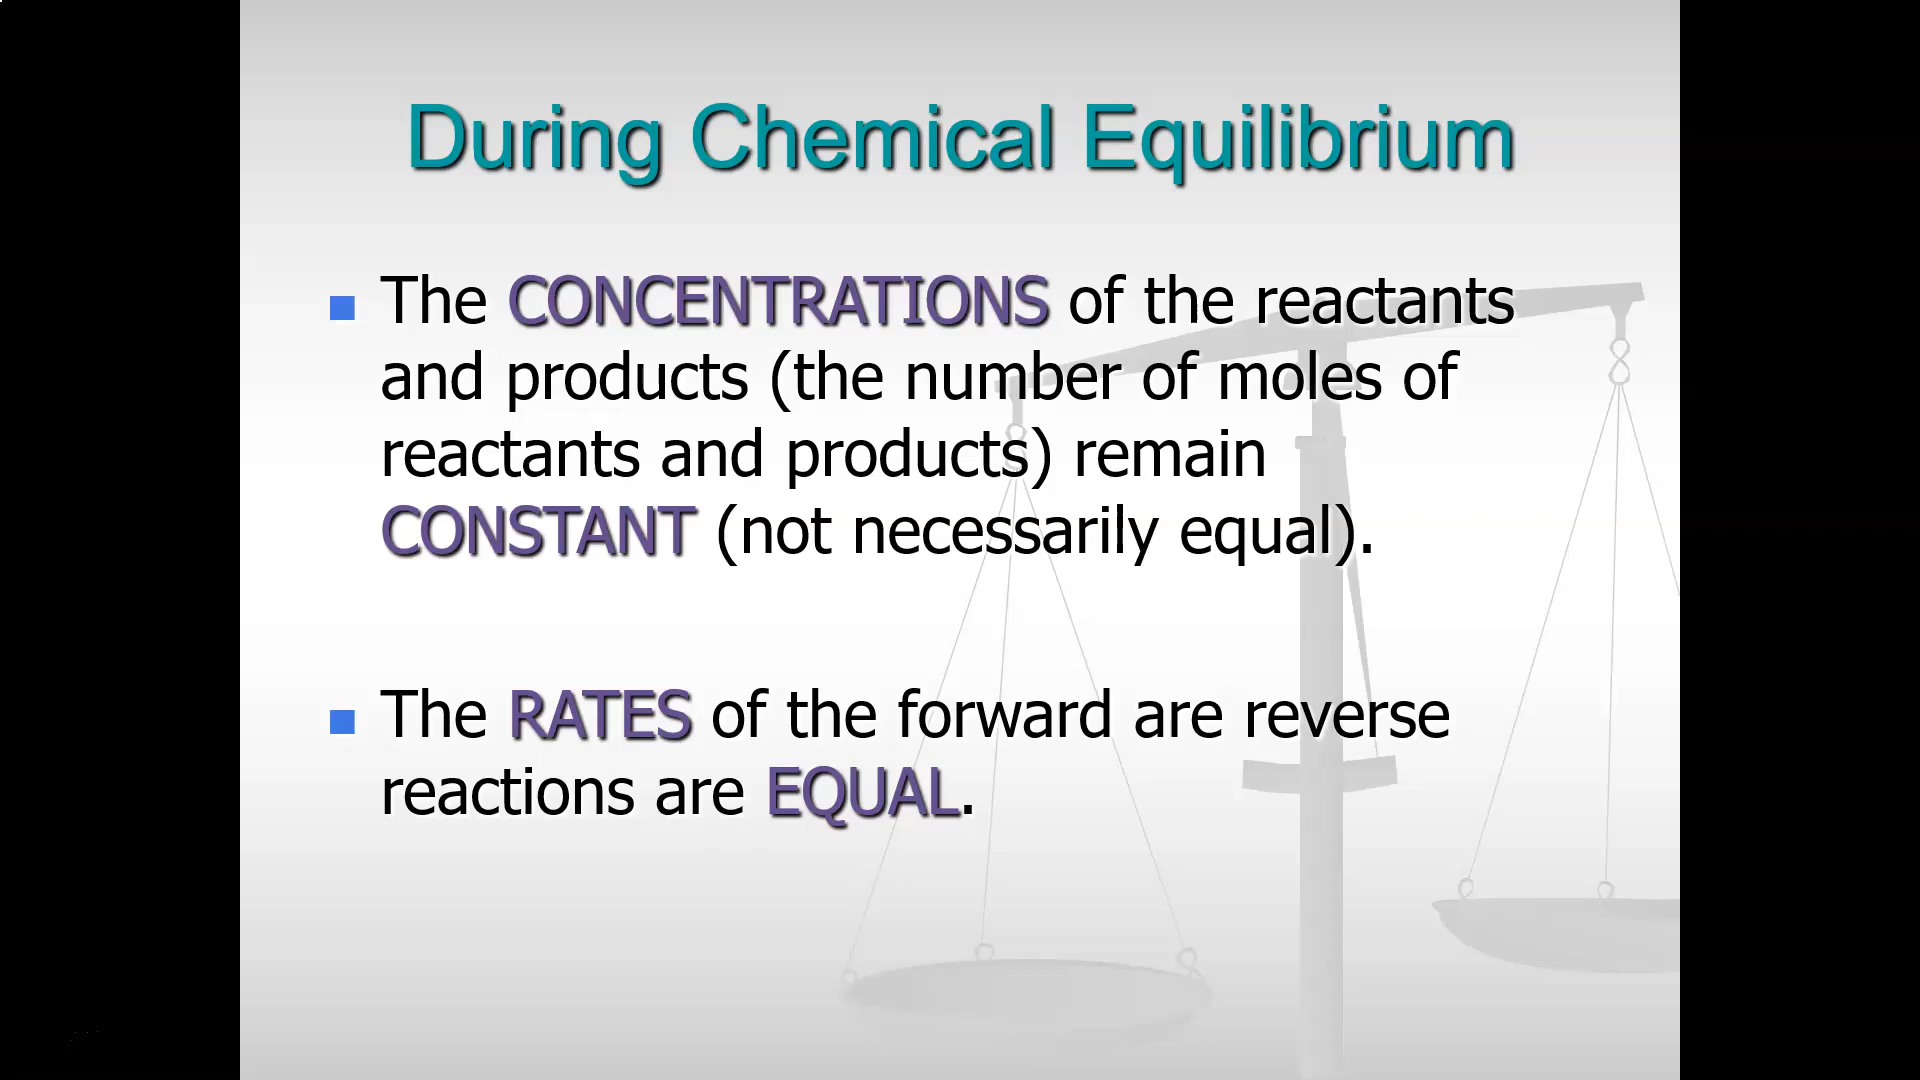 During Chemical Equilibrium
The CONCENTRATIONS of the reactants
and products (the number of moles of
reactants and products) remain
CONSTANT (not necessarily equal).
The RATES of the forward are reverse
reactions are EQUAL.